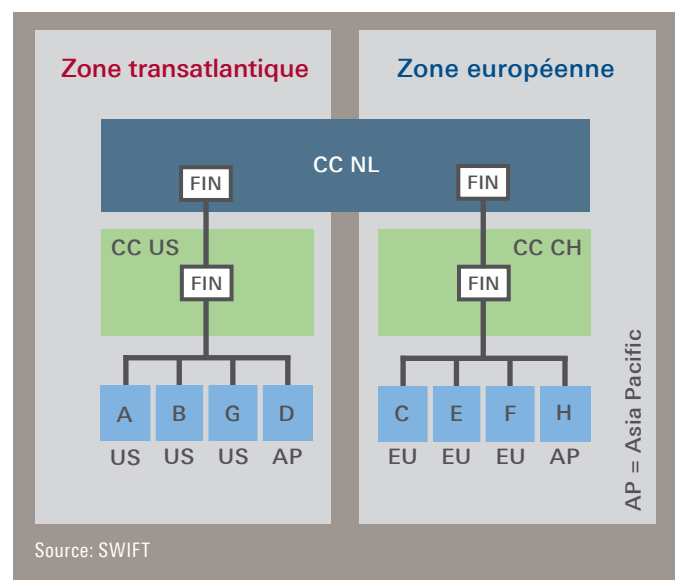 Zone transatlantique
Zone européenne
CC NL
FIN
FIN
CC US
CC CH
FIN
FIN
A B G D
C E F H
US US US AP
EU EU EU AP
AP = Asia Pacific
Source: SWIFT